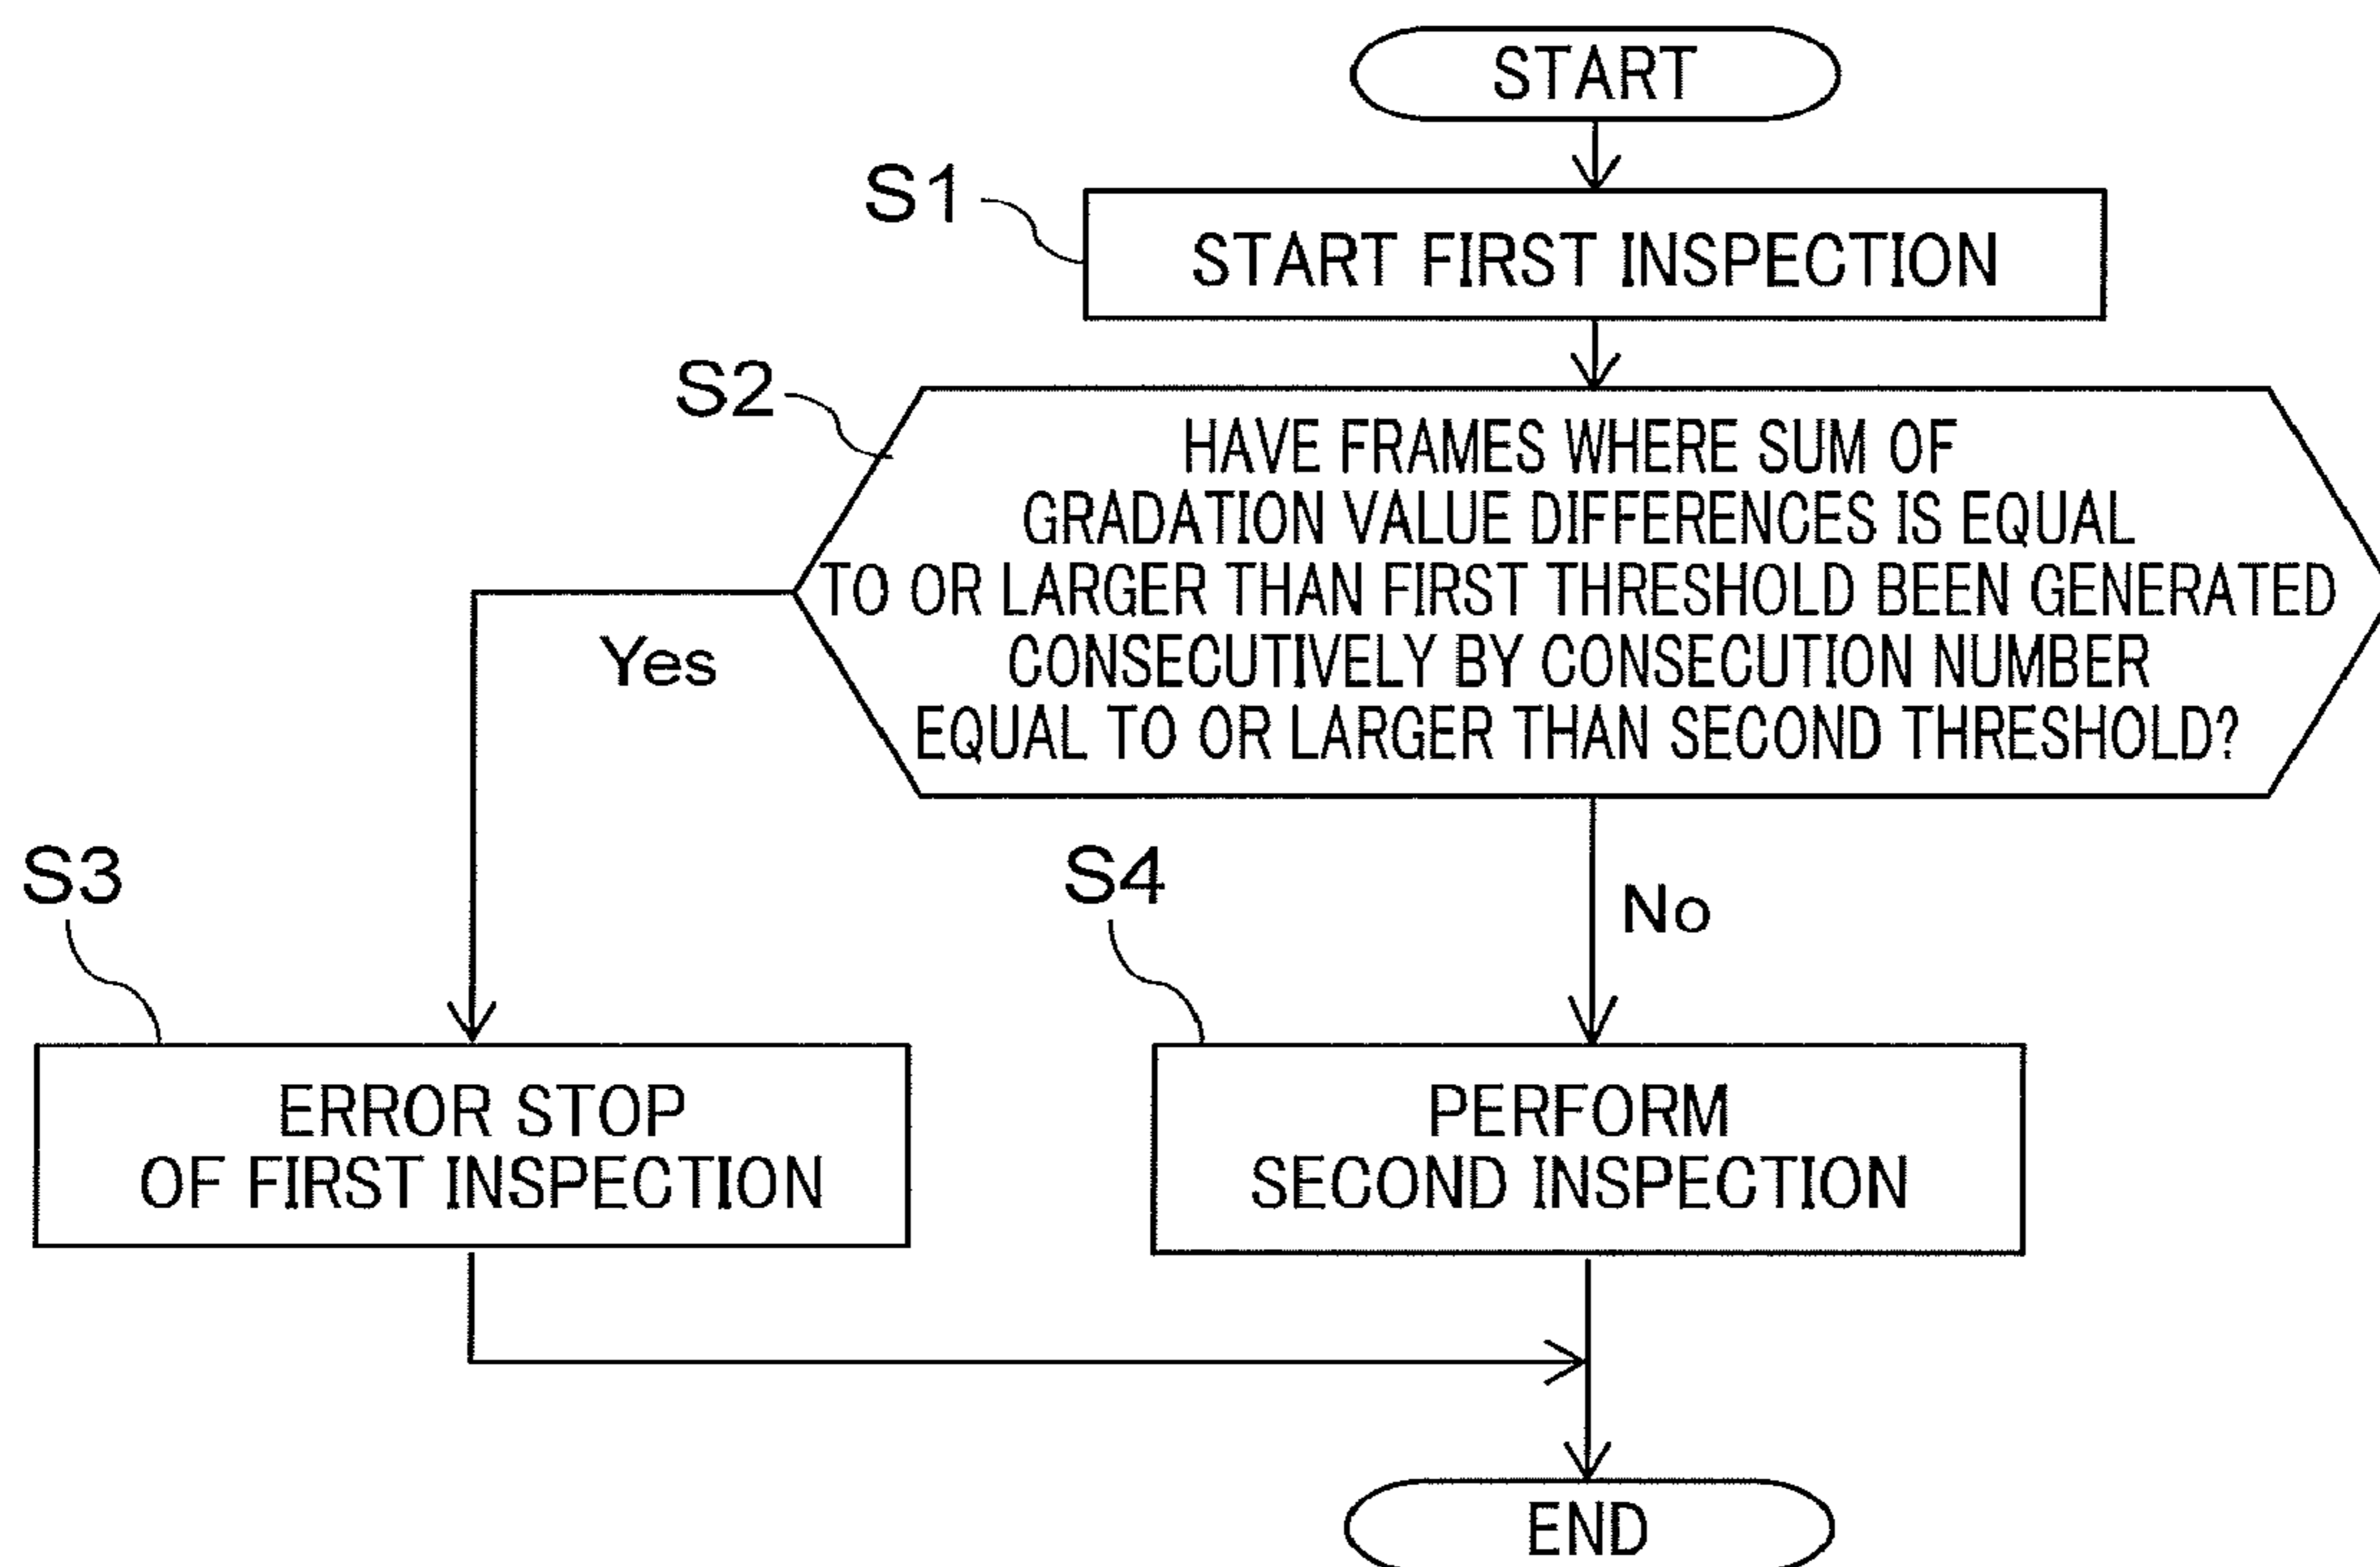 START
S1
START FIRST INSPECTION
S2
HAVE FRAMES WHERE SUM OF
GRADATION VALUE DIFFERENCES IS EQUAL
TO OR LARGER THAN FIRST THRESHOLD BEEN GENERATED
CONSECUTIVELY BY CONSECUTION NUMBER
EQUAL TO OR LARGER THAN SECOND THRESHOLD?
Yes
No
S3
ERROR STOP
OF FIRST INSPECTION
S4
PERFORM
SECOND INSPECTION
END